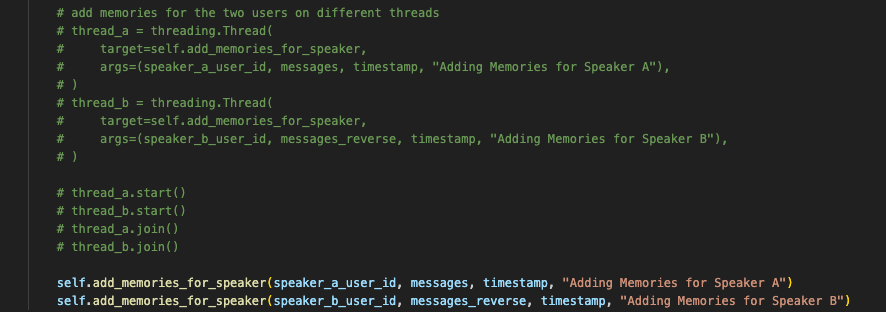 # add memories for the two users on different threads
# thread_a = threading.Thread(
#     target=self.add_memories_for_speaker,
#     args=(speaker_a_user_id, messages, timestamp, "Adding Memories for Speaker A"),
# )
# thread_b = threading.Thread(
#     target=self.add_memories_for_speaker,
#     args=(speaker_b_user_id, messages_reverse, timestamp, "Adding Memories for Speaker B"),
# )

# thread_a.start()
# thread_b.start()
# thread_a.join()
# thread_b.join()

self.add_memories_for_speaker(speaker_a_user_id, messages, timestamp, "Adding Memories for Speaker A")
self.add_memories_for_speaker(speaker_b_user_id, messages_reverse, timestamp, "Adding Memories for Speaker B")